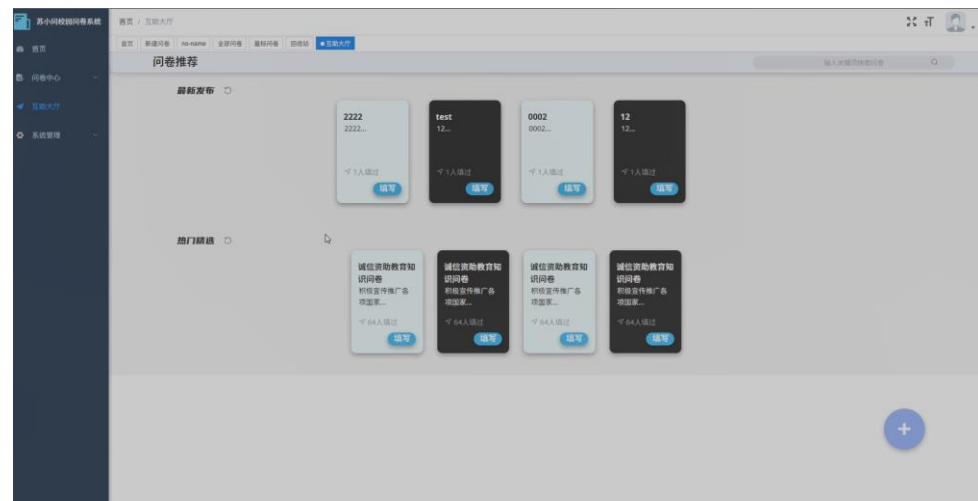 苏小问校园问卷系统
首页 / 互助大厅
首页 新建问卷 no-name 全部问卷 星标问卷 回收站 互助大厅
首页
问卷中心
互助大厅
系统管理
问卷推荐
输入关键词搜索问卷
最新发布
2222 test 0002 12
2222... 12... 0002... 12...
1人填过 1人填过 1人填过 1人填过
填写 填写 填写 填写
热门精选
诚信资助教育知 诚信资助教育知 诚信资助教育知 诚信资助教育知
识问卷 识问卷 识问卷 识问卷
积极宣传推广各 积极宣传推广各 积极宣传推广各 积极宣传推广各
项国家... 项国家... 项国家... 项国家...
64人填过 64人填过 64人填过 64人填过
填写 填写 填写 填写